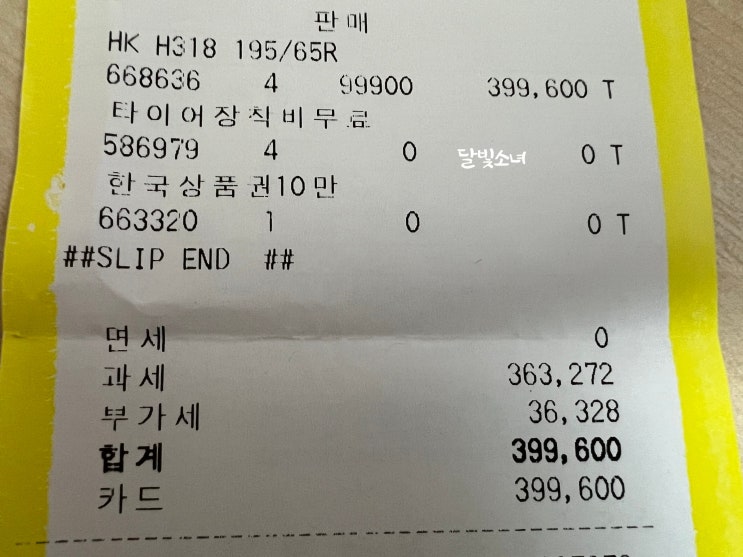 판매
HK H318 195/65R
668636 4 99900 399,600 T
타이어장착비무료
586979 4 0 0 T
달빛소녀
한국상품권10만
663320 1 0 0 T
##SLIP END ##
면세 0
과세 363,272
부가세 36,328
합계 399,600
카드 399,600